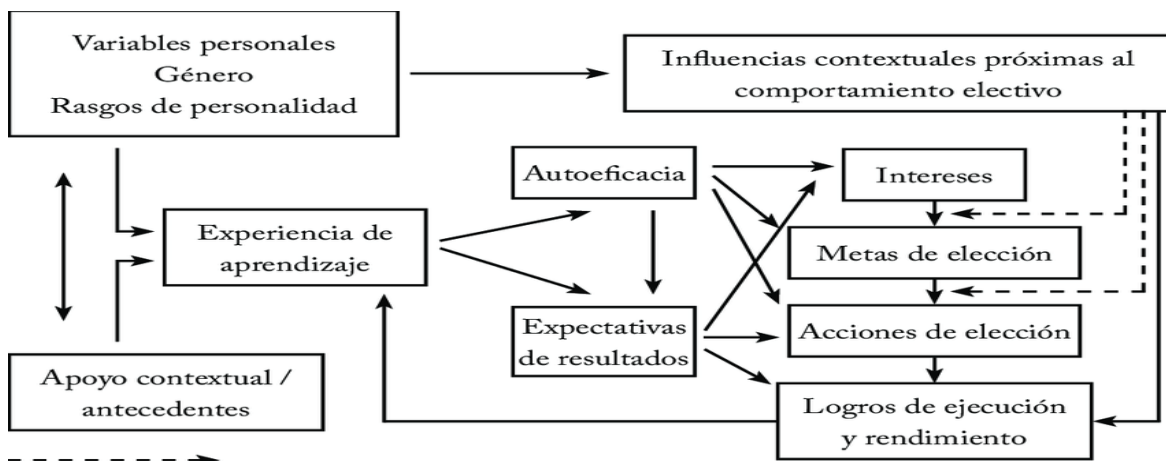 Variables personales
Género
Rasgos de personalidad
Influencias contextuales próximas al
comportamiento electivo
Autoeficacia
Intereses
Experiencia de
aprendizaje
Metas de elección
Expectativas
de resultados
Acciones de elección
Apoyo contextual /
antecedentes
Logros de ejecución
y rendimiento